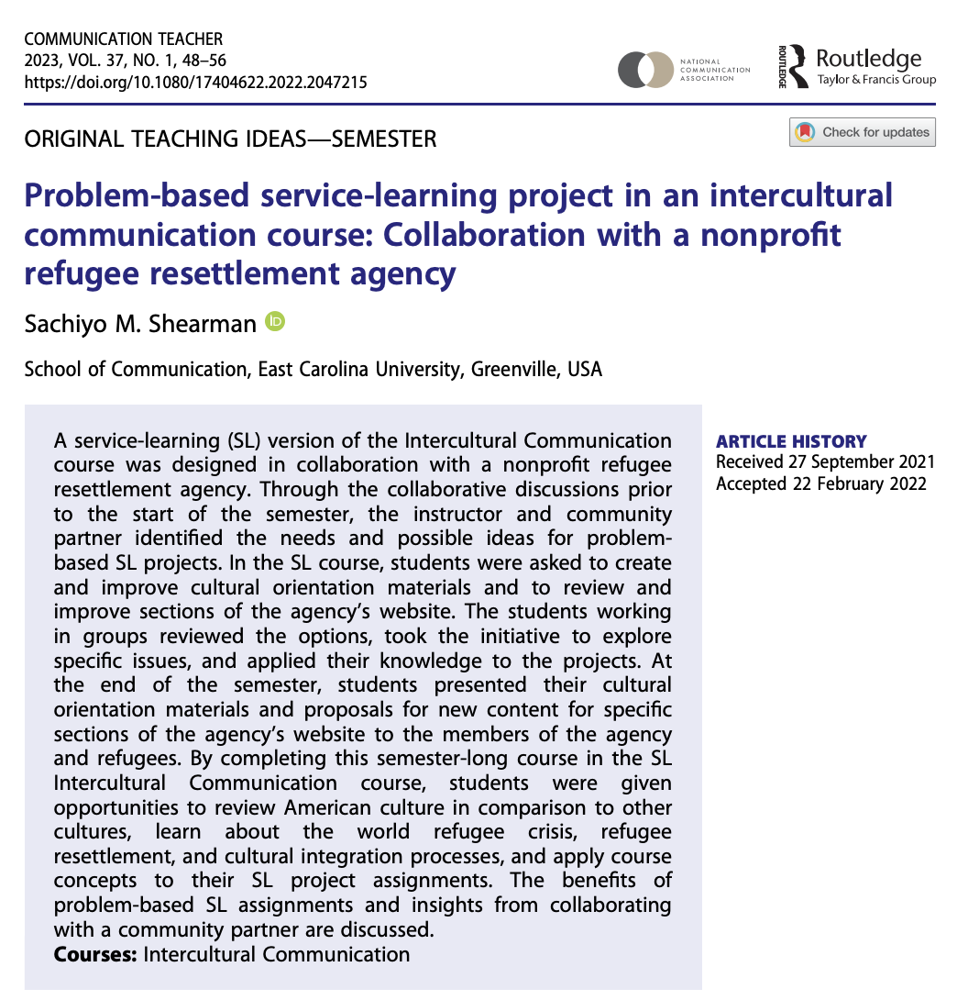 COMMUNICATION TEACHER
2023, VOL. 37, NO. 1, 48–56
https://doi.org/10.1080/17404622.2022.2047215
NATIONAL
COMMUNICATION
ASSOCIATION
ROUTLEDGE
Routledge
Taylor & Francis Group
ORIGINAL TEACHING IDEAS—SEMESTER
Check for updates
Problem-based service-learning project in an intercultural
communication course: Collaboration with a nonprofit
refugee resettlement agency
Sachiyo M. Shearman iD
School of Communication, East Carolina University, Greenville, USA
A service-learning (SL) version of the Intercultural Communication
course was designed in collaboration with a nonprofit refugee
resettlement agency. Through the collaborative discussions prior
to the start of the semester, the instructor and community
partner identified the needs and possible ideas for problem-
based SL projects. In the SL course, students were asked to create
and improve cultural orientation materials and to review and
improve sections of the agency's website. The students working
in groups reviewed the options, took the initiative to explore
specific issues, and applied their knowledge to the projects. At
the end of the semester, students presented their cultural
orientation materials and proposals for new content for specific
sections of the agency's website to the members of the agency
and refugees. By completing this semester-long course in the SL
Intercultural Communication course, students were given
opportunities to review American culture in comparison to other
cultures, learn about the world refugee crisis, refugee
resettlement, and cultural integration processes, and apply course
concepts to their SL project assignments. The benefits of
problem-based SL assignments and insights from collaborating
with a community partner are discussed.
Courses: Intercultural Communication
ARTICLE HISTORY
Received 27 September 2021
Accepted 22 February 2022